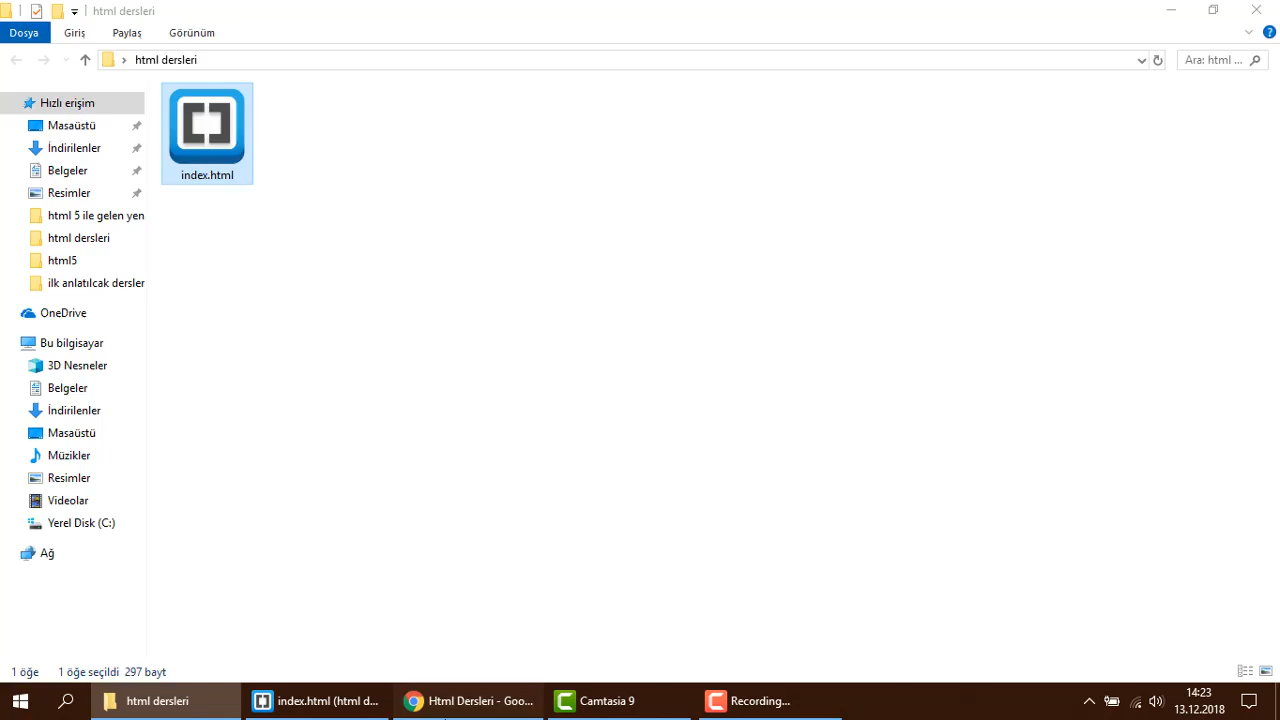 html dersleri
Dosya
Giriş
Paylaş
Görünüm
html dersleri
Ara: html ...
Hızlı erişim
Masaüstü
İndirilenler
Belgeler
Resimler
html 5 ile gelen yen
html dersleri
html5
ilk anlatılcak dersler
OneDrive
Bu bilgisayar
3D Nesneler
Belgeler
İndirilenler
Masaüstü
Müzikler
Resimler
Videolar
Yerel Disk (C:)
Ağ
index.html
1 öğe
1 öğe seçildi 297 bayt
html dersleri
index.html (html d...
Html Dersleri - Goo...
Camtasia 9
Recording...
14:23
13.12.2018